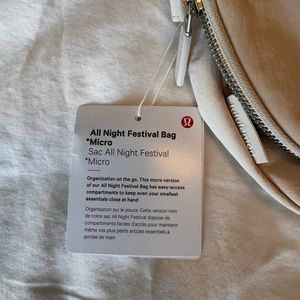 All Night Festival Bag
*Micro
Sac All Night Festival
*Micro
Organization on the go. This micro version
of our All Night Festival Bag has easy-access
compartments to keep even your smallest
essentials close at hand
Organisation sur le pouce Cette version mini
de notre sac All Night Festival dispose de
compartiments faciles d'accès pour maintenir
même vos plus petits articles essentiels à
portée de main